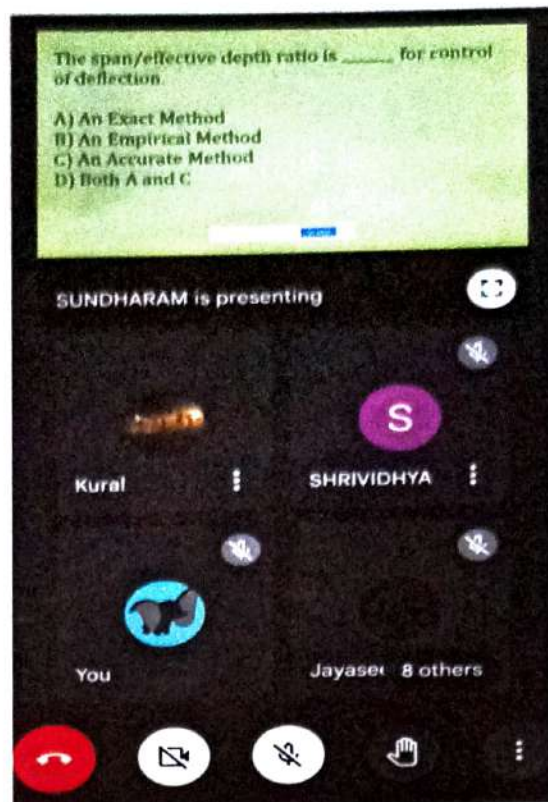 The span/effective depth ratio is ______ for control
of deflection.
A) An Exact Method
B) An Empirical Method
C) An Accurate Method
D) Both A and C
SUNDHARAM is presenting
S
Kural
SHRIVIDHYA
You
Jayase 8 others